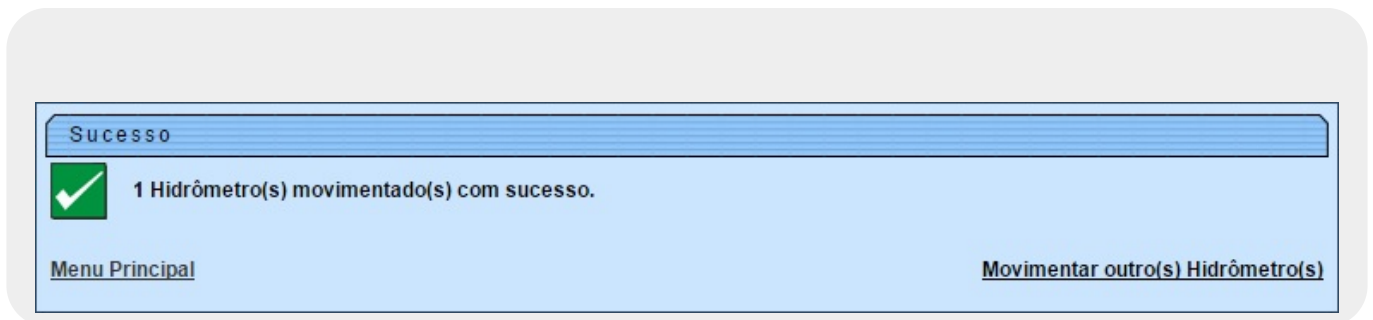 Sucesso
1 Hidrômetro(s) movimentado(s) com sucesso.
Menu Principal
Movimentar outro(s) Hidrômetro(s)